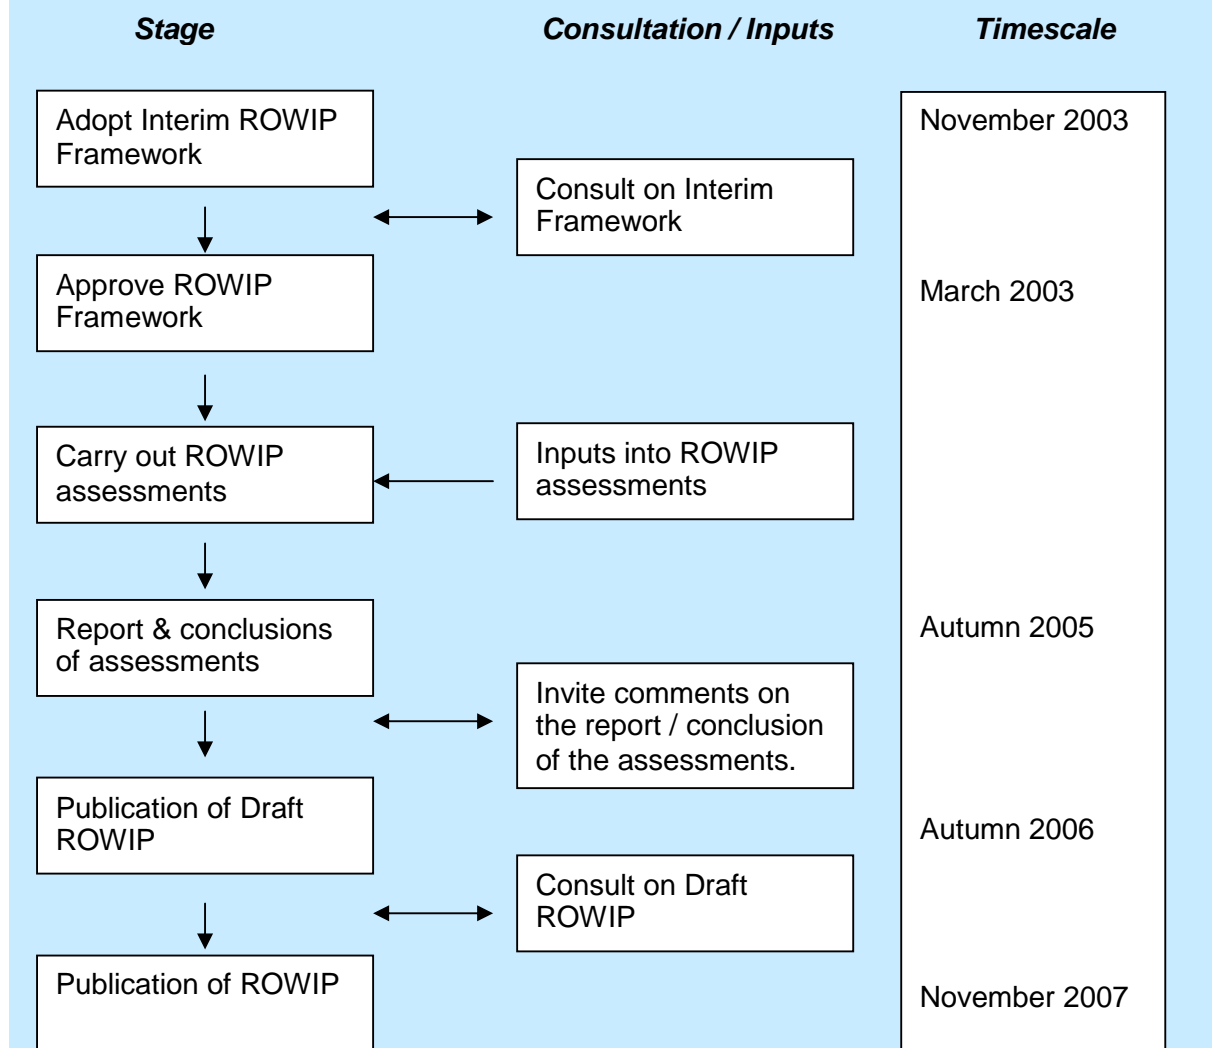 Stage
Consultation / Inputs
Timescale
Adopt Interim ROWIP
Framework
November 2003
Consult on Interim
Framework
Approve ROWIP
Framework
March 2003
Carry out ROWIP
assessments
Inputs into ROWIP
assessments
Report & conclusions
of assessments
Autumn 2005
Invite comments on
the report / conclusion
of the assessments.
Publication of Draft
ROWIP
Autumn 2006
Consult on Draft
ROWIP
Publication of ROWIP
November 2007